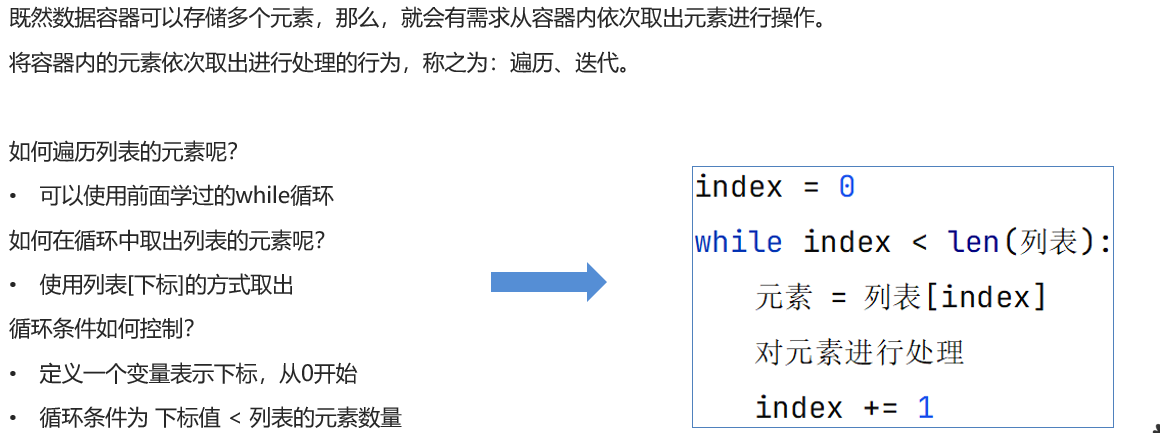 既然数据容器可以存储多个元素，那么，就会有需求从容器内依次取出元素进行操作。
将容器内的元素依次取出进行处理的行为，称之为：遍历、迭代。
如何遍历列表的元素呢？
• 可以使用前面学过的while循环
如何在循环中取出列表的元素呢？
• 使用列表[下标]的方式取出
循环条件如何控制？
• 定义一个变量表示下标，从0开始
• 循环条件为 下标值 < 列表的元素数量
index = 0
while index < len(列表):
    元素 = 列表[index]
    对元素进行处理
    index += 1